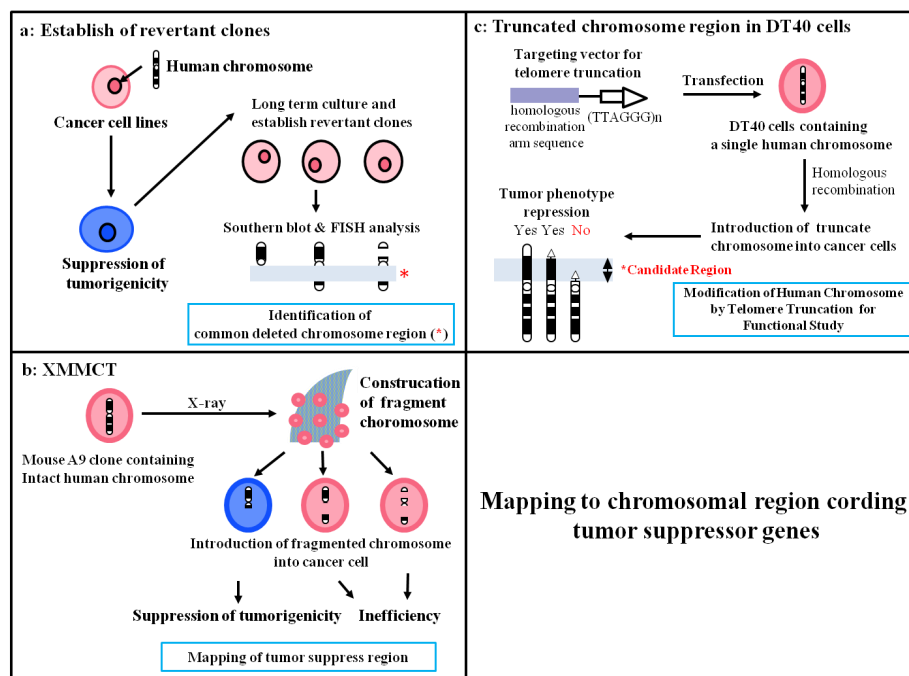 a: Establish of revertant clones
Human chromosome
Cancer cell lines
Long term culture and
establish revertant clones
Suppression of
tumorigenicity
Southern blot & FISH analysis
*
Identification of
common deleted chromosome region (*)
c: Truncated chromosome region in DT40 cells
Targeting vector for
telomere truncation
Transfection
homologous
recombination
arm sequence
(TTAGGG)n
DT40 cells containing
a single human chromosome
Homologous
recombination
Tumor phenotype
repression
Yes Yes No
Introduction of truncate
chromosome into cancer cells
*Candidate Region
Modification of Human Chromosome
by Telomere Truncation for
Functional Study
b: XMMCT
X-ray
Construcation
of fragment
choromosome
Mouse A9 clone containing
Intact human chromosome
Introduction of fragmented chromosome
into cancer cell
Suppression of tumorigenicity
Inefficiency
Mapping of tumor suppress region
Mapping to chromosomal region cording
tumor suppressor genes